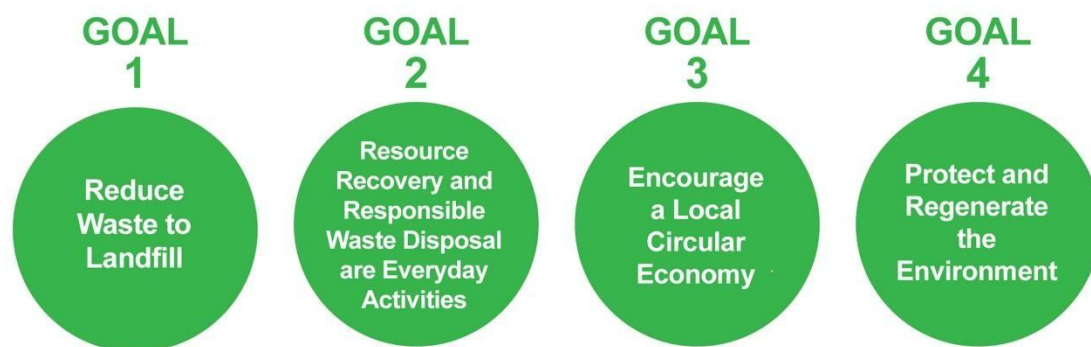 GOAL
1
Reduce
Waste to
Landfill
GOAL
2
Resource
Recovery and
Responsible
Waste Disposal
are Everyday
Activities
GOAL
3
Encourage
a Local
Circular
Economy
GOAL
4
Protect and
Regenerate
the
Environment